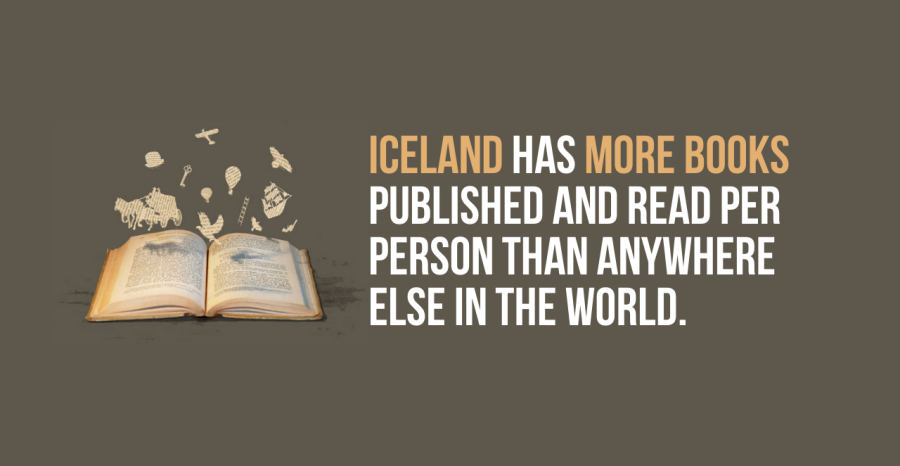 ICELAND HAS MORE BOOKS
PUBLISHED AND READ PER
PERSON THAN ANYWHERE
ELSE IN THE WORLD.